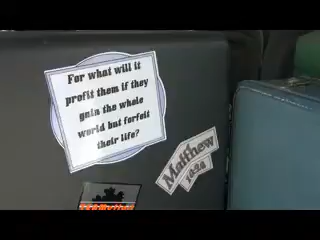 For what will it
profit them if they
gain the whole
world but forfeit
their life?
Matthew
16:26